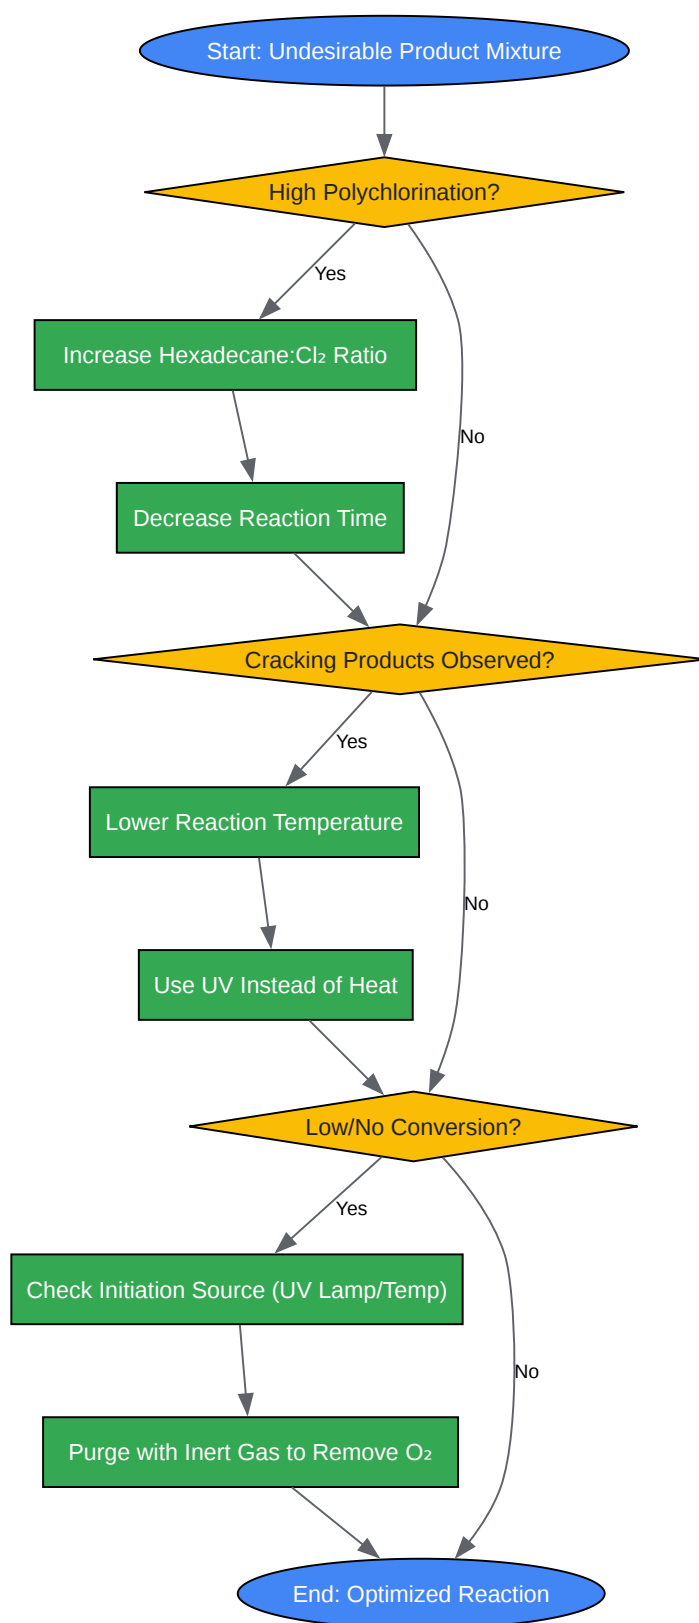 Start: Undesirable Product Mixture
High Polychlorination?
Yes
Increase Hexadecane:Cl₂ Ratio
No
Decrease Reaction Time
Cracking Products Observed?
Yes
Lower Reaction Temperature
No
Use UV Instead of Heat
Low/No Conversion?
Yes
Check Initiation Source (UV Lamp/Temp)
No
Purge with Inert Gas to Remove O₂
End: Optimized Reaction